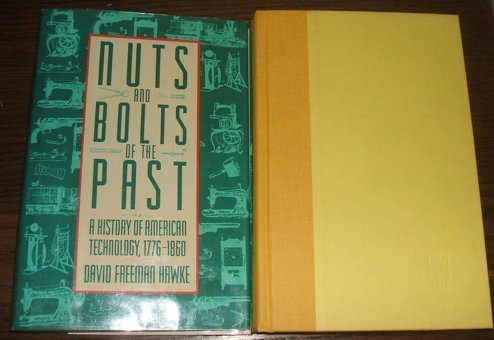 NUTS
AND
BOLTS
OF THE
PAST
A HISTORY OF AMERICAN
TECHNOLOGY, 1776-1860
DAVID FREEMAN HAWKE